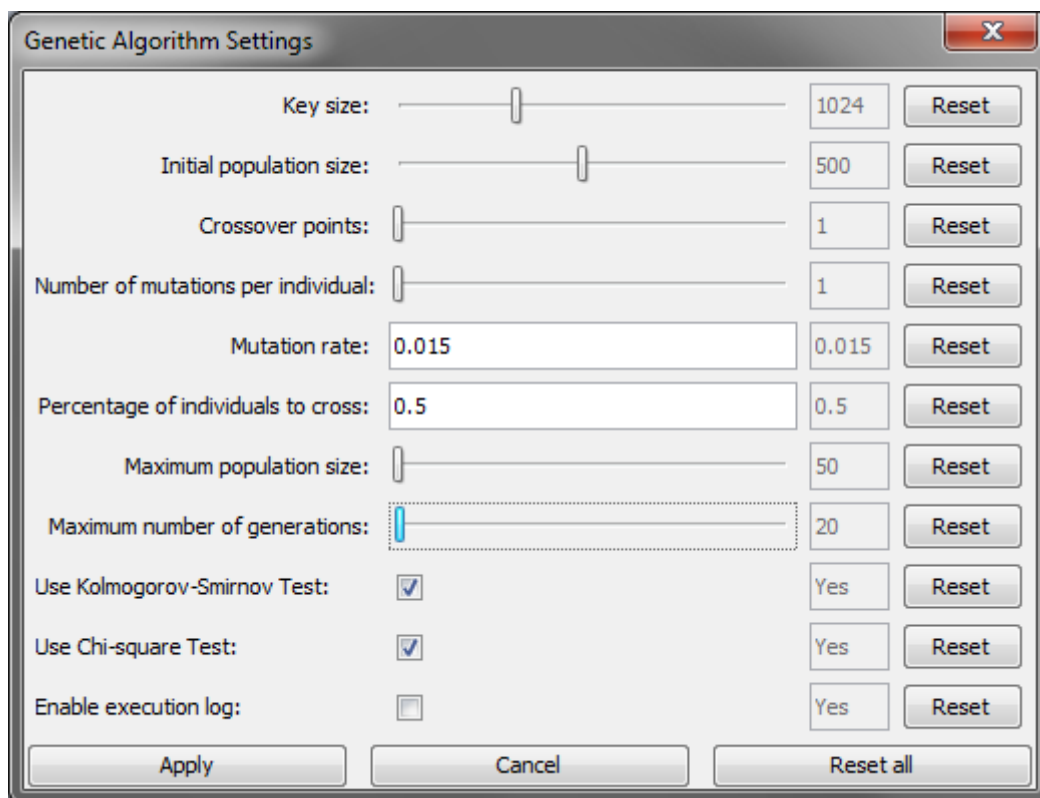 Genetic Algorithm Settings
Key size: 1024 Reset
Initial population size: 500 Reset
Crossover points: 1 Reset
Number of mutations per individual: 1 Reset
Mutation rate: 0.015 0.015 Reset
Percentage of individuals to cross: 0.5 0.5 Reset
Maximum population size: 50 Reset
Maximum number of generations: 20 Reset
Use Kolmogorov-Smirnov Test: Yes Reset
Use Chi-square Test: Yes Reset
Enable execution log: Yes Reset
Apply Cancel Reset all